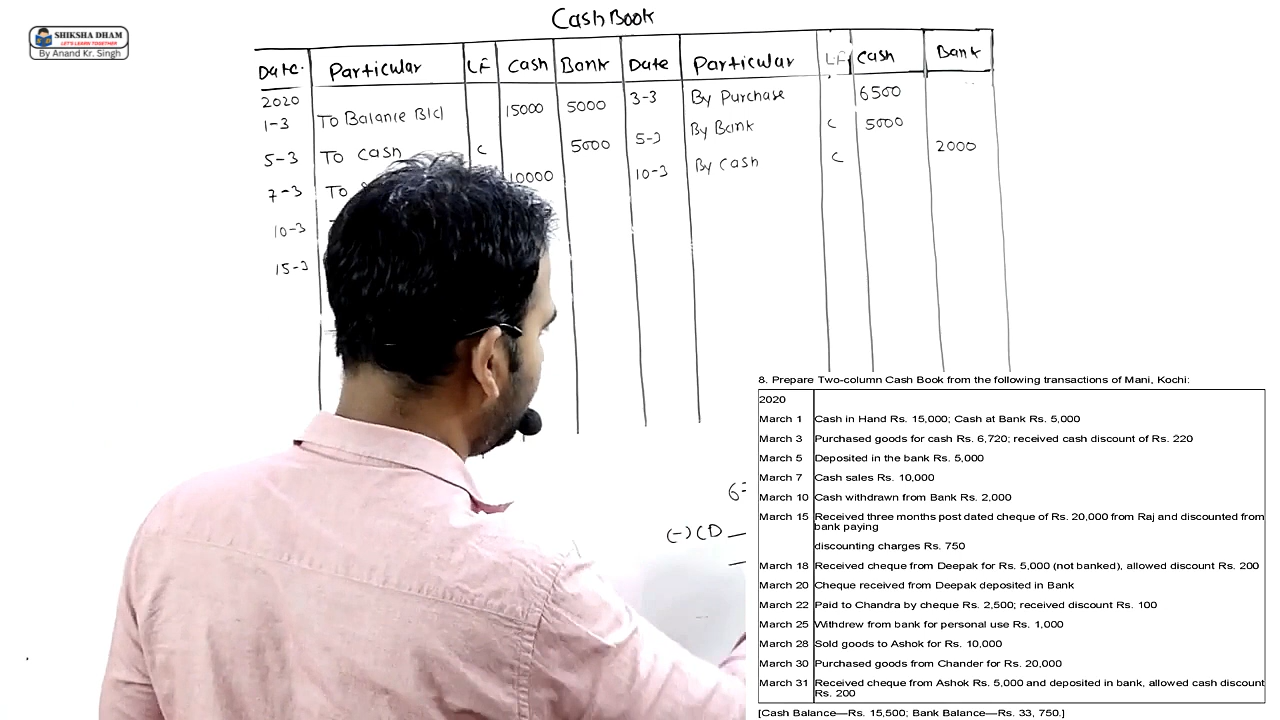 SHIKSHA DHAM
LET'S LEARN TOGETHER
By Anand Kr. Singh
Cash Book
Date. Particular LF Cash Bank Date Particular LF Cash Bank
2020
1-3 To Balance B/d 15000 5000 3-3 By Purchase 6500
5-3 To Cash C 5000 5-3 By Bank C 5000
7-3 To 10000 10-3 By Cash C 2000
10-3
15-3
(-) CD
8. Prepare Two-column Cash Book from the following transactions of Mani, Kochi:
2020
March 1 Cash in Hand Rs. 15,000; Cash at Bank Rs. 5,000
March 3 Purchased goods for cash Rs. 6,720; received cash discount of Rs. 220
March 5 Deposited in the bank Rs. 5,000
March 7 Cash sales Rs. 10,000
March 10 Cash withdrawn from Bank Rs. 2,000
March 15 Received three months post dated cheque of Rs. 20,000 from Raj and discounted from
bank paying
discounting charges Rs. 750
March 18 Received cheque from Deepak for Rs. 5,000 (not banked), allowed discount Rs. 200
March 20 Cheque received from Deepak deposited in Bank
March 22 Paid to Chandra by cheque Rs. 2,500; received discount Rs. 100
March 25 Withdrew from bank for personal use Rs. 1,000
March 28 Sold goods to Ashok for Rs. 10,000
March 30 Purchased goods from Chander for Rs. 20,000
March 31 Received cheque from Ashok Rs. 5,000 and deposited in bank, allowed cash discount
Rs. 200
[Cash Balance—Rs. 15,500; Bank Balance—Rs. 33, 750.]